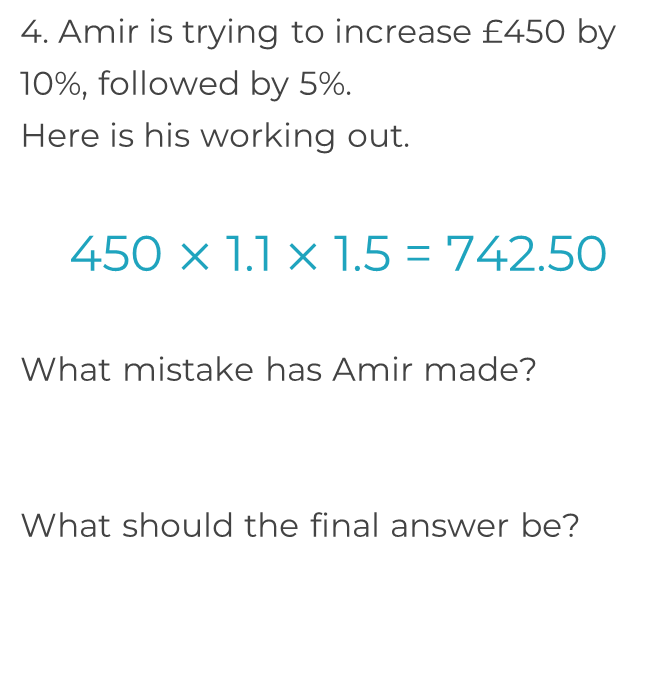 4. Amir is trying to increase £450 by
10%, followed by 5%.
Here is his working out.
450 × 1.1 × 1.5 = 742.50
What mistake has Amir made?
What should the final answer be?